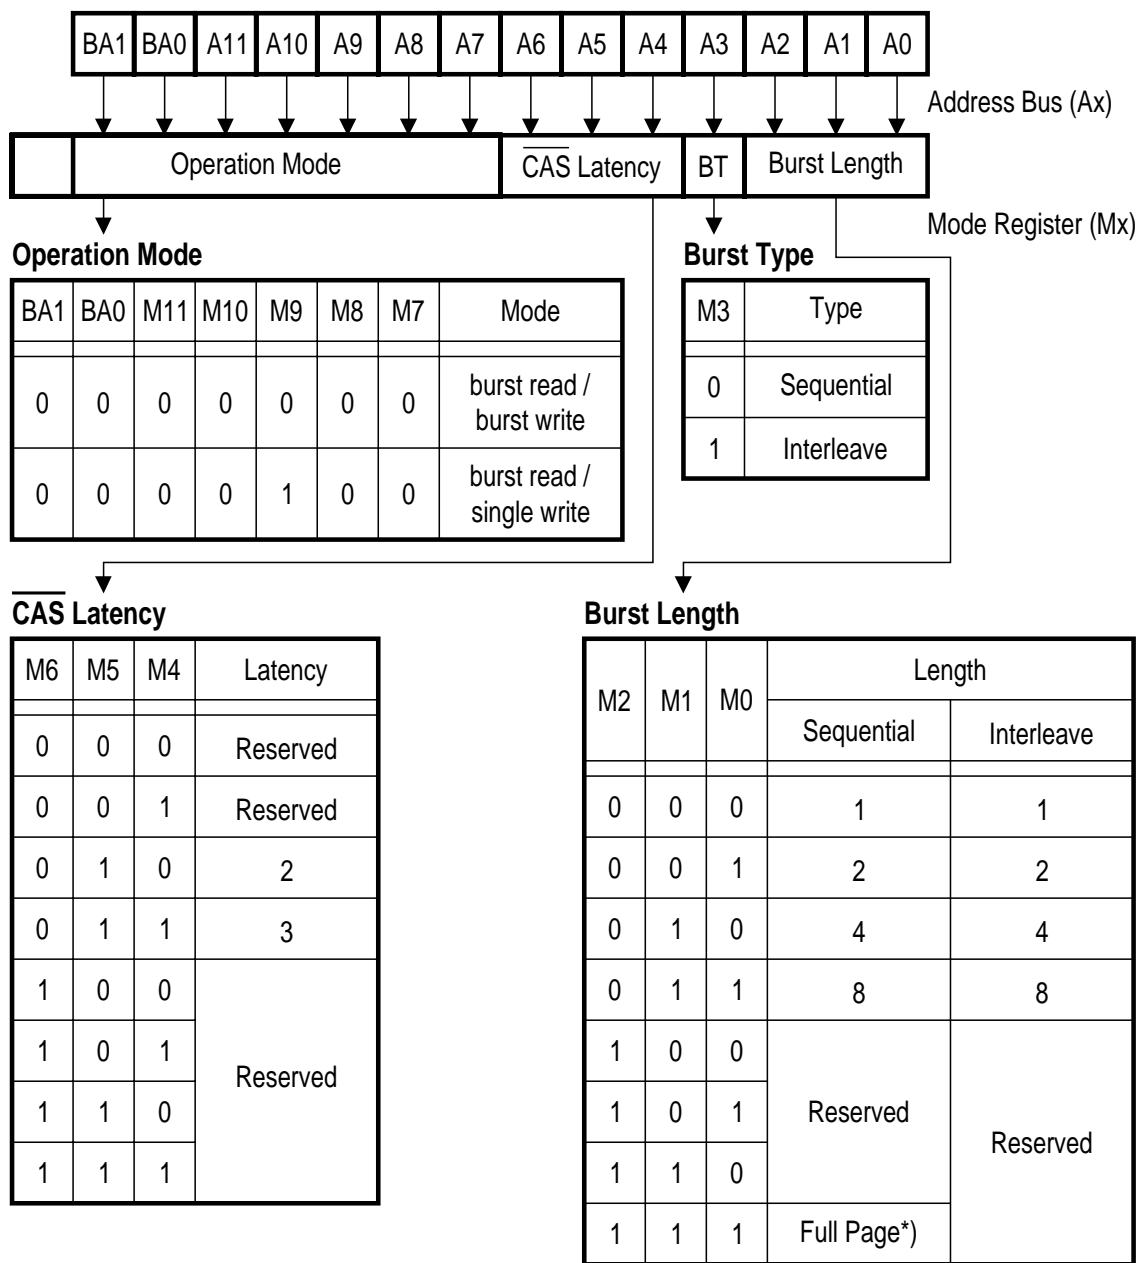 BA1 BA0 A11 A10 A9 A8 A7 A6 A5 A4 A3 A2 A1 A0
Address Bus (Ax)
Operation Mode CAS Latency BT Burst Length
Mode Register (Mx)
Operation Mode
BA1 BA0 M11 M10 M9 M8 M7 Mode
0 0 0 0 0 0 0 burst read /
burst write
0 0 0 0 1 0 0 burst read /
single write
Burst Type
M3 Type
0 Sequential
1 Interleave
CAS Latency
M6 M5 M4 Latency
0 0 0 Reserved
0 0 1 Reserved
0 1 0 2
0 1 1 3
1 0 0
1 0 1
Reserved
1 1 0
1 1 1
Burst Length
M2 M1 M0 Length
Sequential Interleave
0 0 0 1 1
0 0 1 2 2
0 1 0 4 4
0 1 1 8 8
1 0 0
1 0 1 Reserved
Reserved
1 1 0
1 1 1 Full Page*)